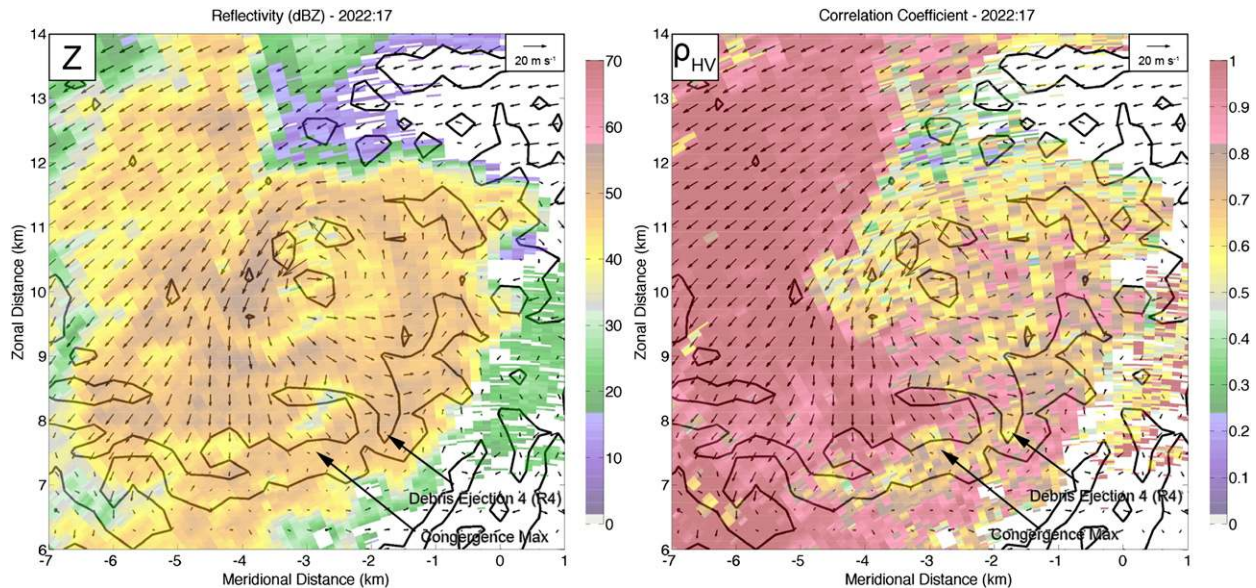 Reflectivity (dBZ) - 2022:17
Z
20 m s⁻¹
14
13
12
11
10
9
8
7
6
Zonal Distance (km)
-7 -6 -5 -4 -3 -2 -1 0 1
Meridional Distance (km)
70
60
50
40
30
20
10
0
Debris Ejection 4 (R4)
Congergence Max
Correlation Coefficient - 2022:17
ρHV
20 m s⁻¹
14
13
12
11
10
9
8
7
6
Zonal Distance (km)
-7 -6 -5 -4 -3 -2 -1 0 1
Meridional Distance (km)
1
0.9
0.8
0.7
0.6
0.5
0.4
0.3
0.2
0.1
0
Debris Ejection 4 (R4)
Congergence Max